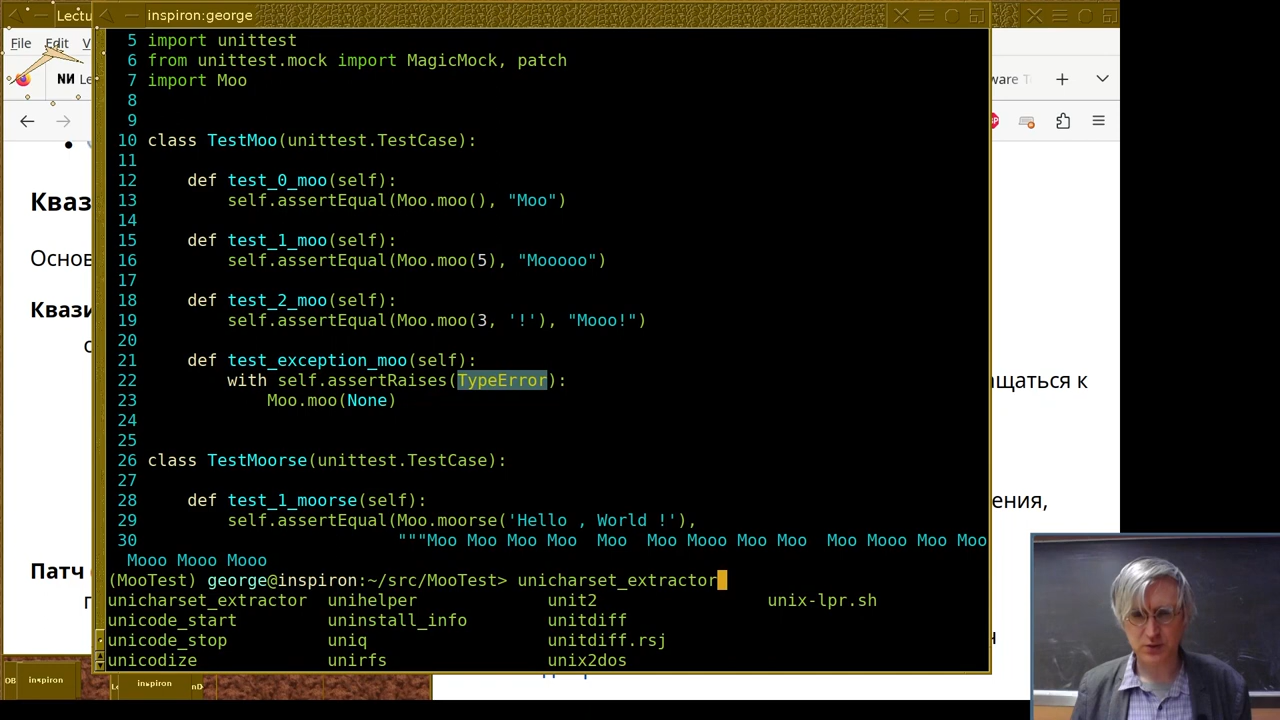 Lectu
inspiron:george
File Edit V
NИ Le
ware T
5 import unittest
6 from unittest.mock import MagicMock, patch
7 import Moo
8
9
10 class TestMoo(unittest.TestCase):
11
12     def test_0_moo(self):
13         self.assertEqual(Moo.moo(), "Moo")
14
15     def test_1_moo(self):
16         self.assertEqual(Moo.moo(5), "Mooooo")
17
18     def test_2_moo(self):
19         self.assertEqual(Moo.moo(3, '!'), "Mooo!")
20
21     def test_exception_moo(self):
22         with self.assertRaises(TypeError):
23             Moo.moo(None)
24
25
26 class TestMoorse(unittest.TestCase):
27
28     def test_1_moorse(self):
29         self.assertEqual(Moo.moorse('Hello , World !'),
30                          """Moo Moo Moo Moo  Moo  Moo Mooo Moo Moo  Moo Mooo Moo Moo
Mooo Mooo Mooo
(MooTest) george@inspiron:~/src/MooTest> unicharset_extractor
unicharset_extractor  unihelper  unit2  unix-lpr.sh
unicode_start  uninstall_info  unitdiff
unicode_stop  uniq  unitdiff.rsj
unicodize  unirfs  unix2dos
Кваз
Основ
Квази
с
Патч
ащаться к
ения,
DB inspiron
inspiron